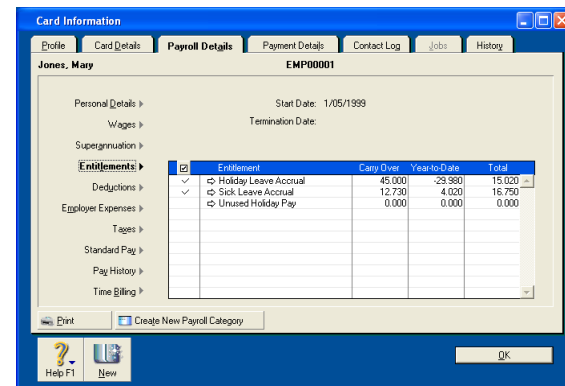 Card Information
Profile Card Details Payroll Details Payment Details Contact Log Jobs History
Jones, Mary EMP00001
Personal Details Start Date: 1/05/1999
Wages Termination Date:
Superannuation
Entitlements Entitlement Carry Over Year-to-Date Total
Holiday Leave Accrual 45.000 -29.980 15.020
Deductions Sick Leave Accrual 12.730 4.020 16.750
Employer Expenses Unused Holiday Pay 0.000 0.000 0.000
Taxes
Standard Pay
Pay History
Time Billing
Print Create New Payroll Category
Help F1 New OK